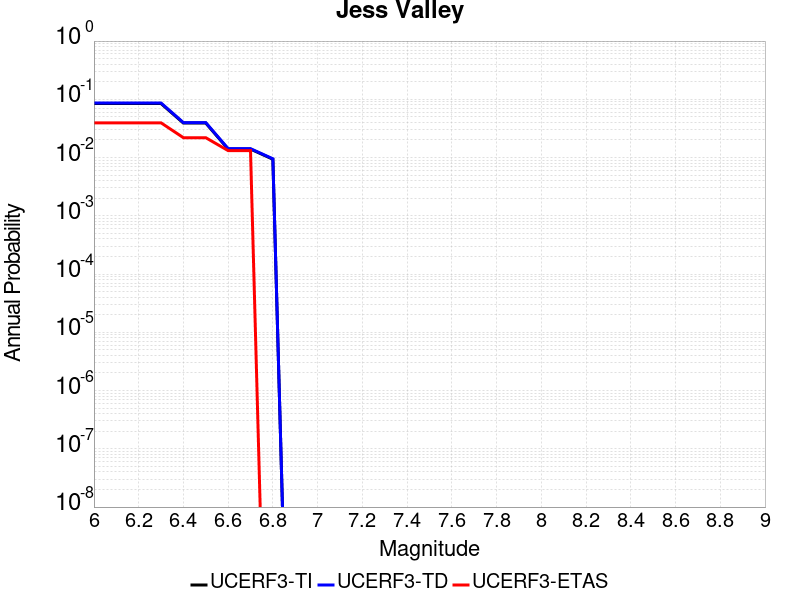 Jess Valley
Annual Probability
10^0
10^-1
10^-2
10^-3
10^-4
10^-5
10^-6
10^-7
10^-8
6 6.2 6.4 6.6 6.8 7 7.2 7.4 7.6 7.8 8 8.2 8.4 8.6 8.8 9
Magnitude
UCERF3-TI UCERF3-TD UCERF3-ETAS